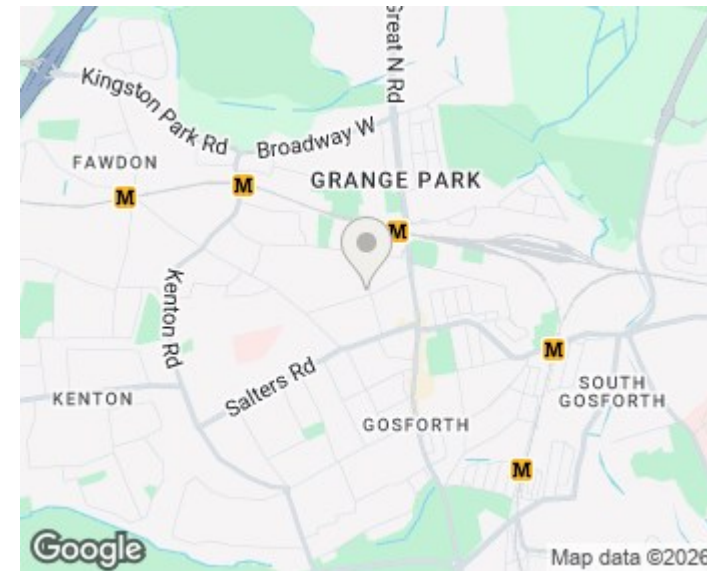 Great N Rd
Kingston Park Rd
Broadway W
FAWDON
M
M
GRANGE PARK
M
Kenton Rd
M
Salters Rd
SOUTH
GOSFORTH
KENTON
GOSFORTH
M
Google
Map data ©2026